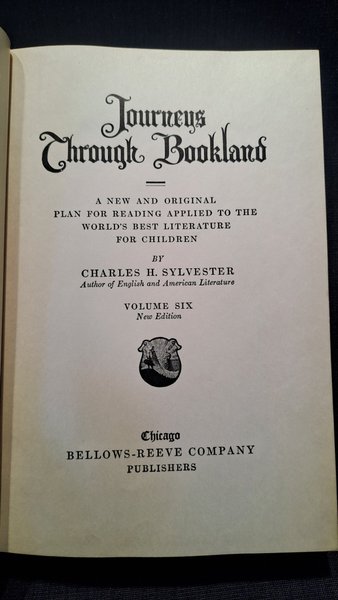 Journeys
Through Bookland
A NEW AND ORIGINAL
PLAN FOR READING APPLIED TO THE
WORLD'S BEST LITERATURE
FOR CHILDREN
BY
CHARLES H. SYLVESTER
Author of English and American Literature
VOLUME SIX
New Edition
Chicago
BELLOWS-REEVE COMPANY
PUBLISHERS